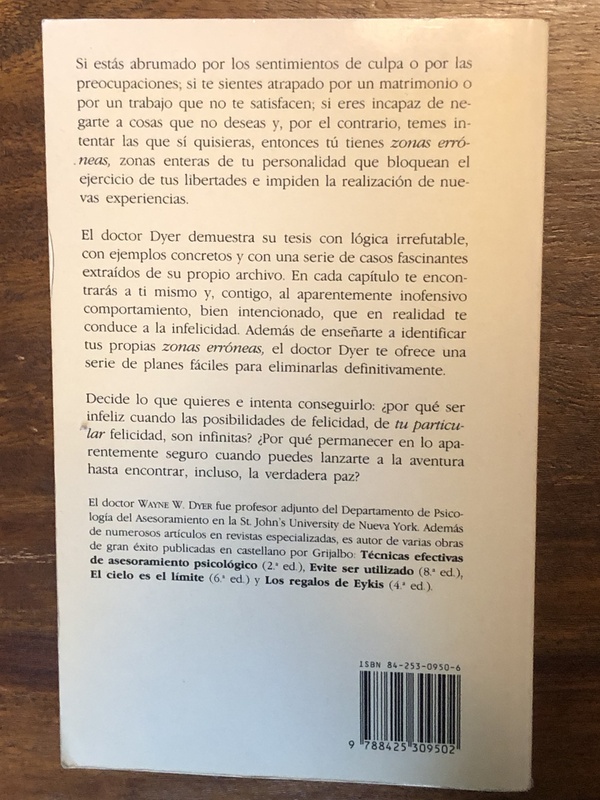 Si estás abrumado por los sentimientos de culpa o por las
preocupaciones; si te sientes atrapado por un matrimonio o
por un trabajo que no te satisfacen; si eres incapaz de ne-
garte a cosas que no deseas y, por el contrario, temes in-
tentar las que sí quisieras, entonces tú tienes zonas erró-
neas, zonas enteras de tu personalidad que bloquean el
ejercicio de tus libertades e impiden la realización de nue-
vas experiencias.
El doctor Dyer demuestra su tesis con lógica irrefutable,
con ejemplos concretos y con una serie de casos fascinantes
extraídos de su propio archivo. En cada capítulo te encon-
trarás a ti mismo y, contigo, al aparentemente inofensivo
comportamiento, bien intencionado, que en realidad te
conduce a la infelicidad. Además de enseñarte a identificar
tus propias zonas erróneas, el doctor Dyer te ofrece una
serie de planes fáciles para eliminarlas definitivamente.
Decide lo que quieres e intenta conseguirlo: ¿por qué ser
infeliz cuando las posibilidades de felicidad, de tu particu-
lar felicidad, son infinitas? ¿Por qué permanecer en lo apa-
rentemente seguro cuando puedes lanzarte a la aventura
hasta encontrar, incluso, la verdadera paz?
El doctor WAYNE W. DYER fue profesor adjunto del Departamento de Psico-
logía del Asesoramiento en la St. John's University de Nueva York. Además
de numerosos artículos en revistas especializadas, es autor de varias obras
de gran éxito publicadas en castellano por Grijalbo: Técnicas efectivas
de asesoramiento psicológico (2.ª ed.), Evite ser utilizado (8.ª ed.),
El cielo es el límite (6.ª ed.) y Los regalos de Eykis (4.ª ed.).
ISBN 84-253-0950-6
9 788425 309502